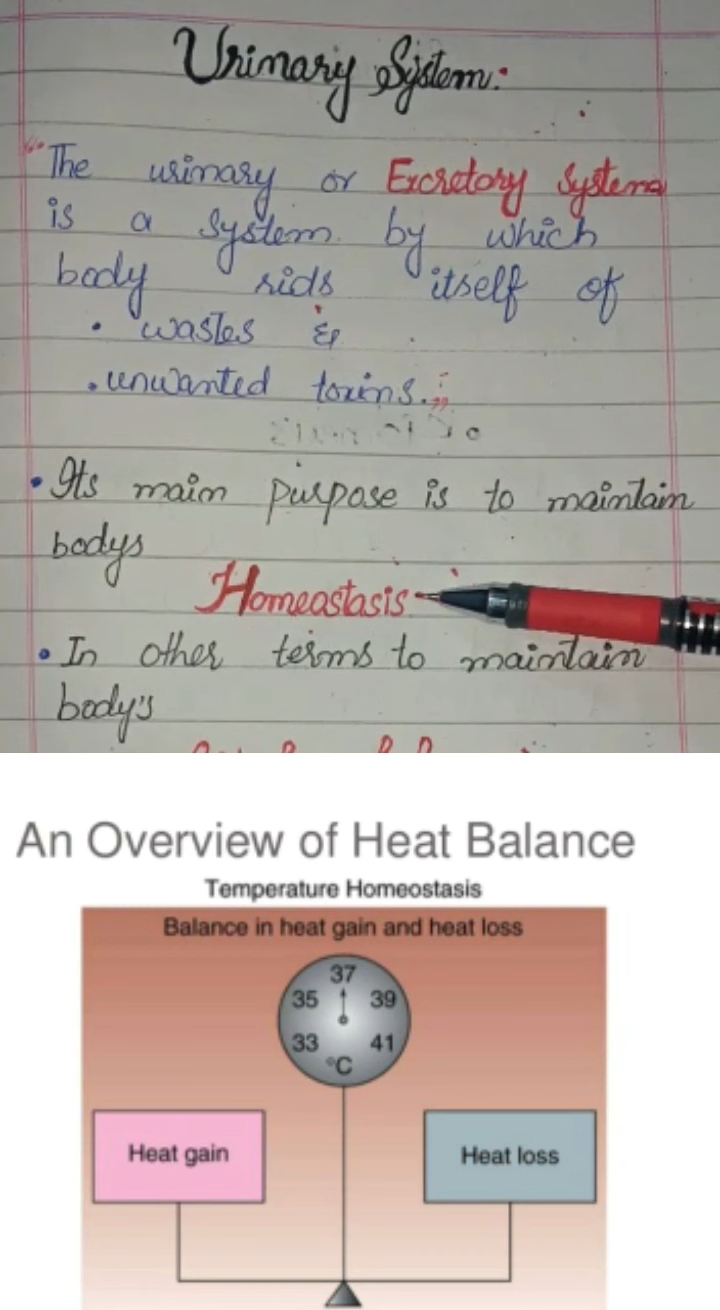 Urinary System:
"The urinary or Excretory System
is a system by which
body rids itself of
• wastes &
• unwanted toxins."
• Its main purpose is to maintain
bodys
Homeostasis
• In other terms to maintain
body's
An Overview of Heat Balance
Temperature Homeostasis
Balance in heat gain and heat loss
37
35 39
33 41
°C
Heat gain Heat loss